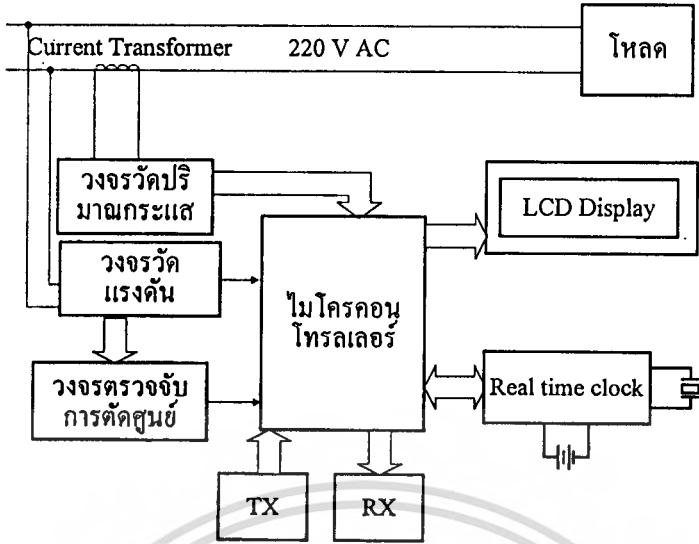 Current Transformer
220 V AC
โหลด
วงจรวัดปริ
มาณกระแส
LCD Display
วงจรวัด
แรงดัน
ไมโครคอน
โทรลเลอร์
วงจรตรวจจับ
การตัดศูนย์
Real time clock
TX
RX